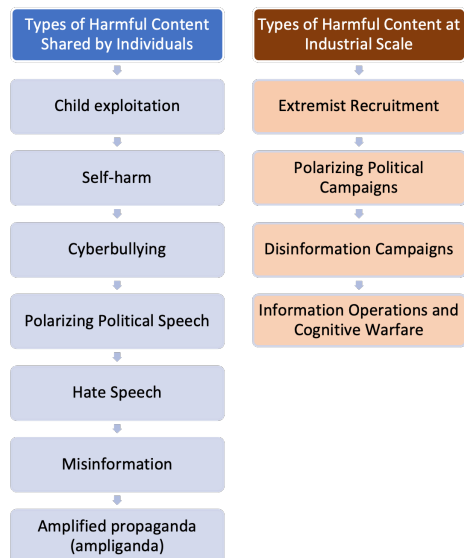 Types of Harmful Content
Shared by Individuals
Child exploitation
Self-harm
Cyberbullying
Polarizing Political Speech
Hate Speech
Misinformation
Amplified propaganda
(ampliganda)
Types of Harmful Content at
Industrial Scale
Extremist Recruitment
Polarizing Political
Campaigns
Disinformation Campaigns
Information Operations and
Cognitive Warfare